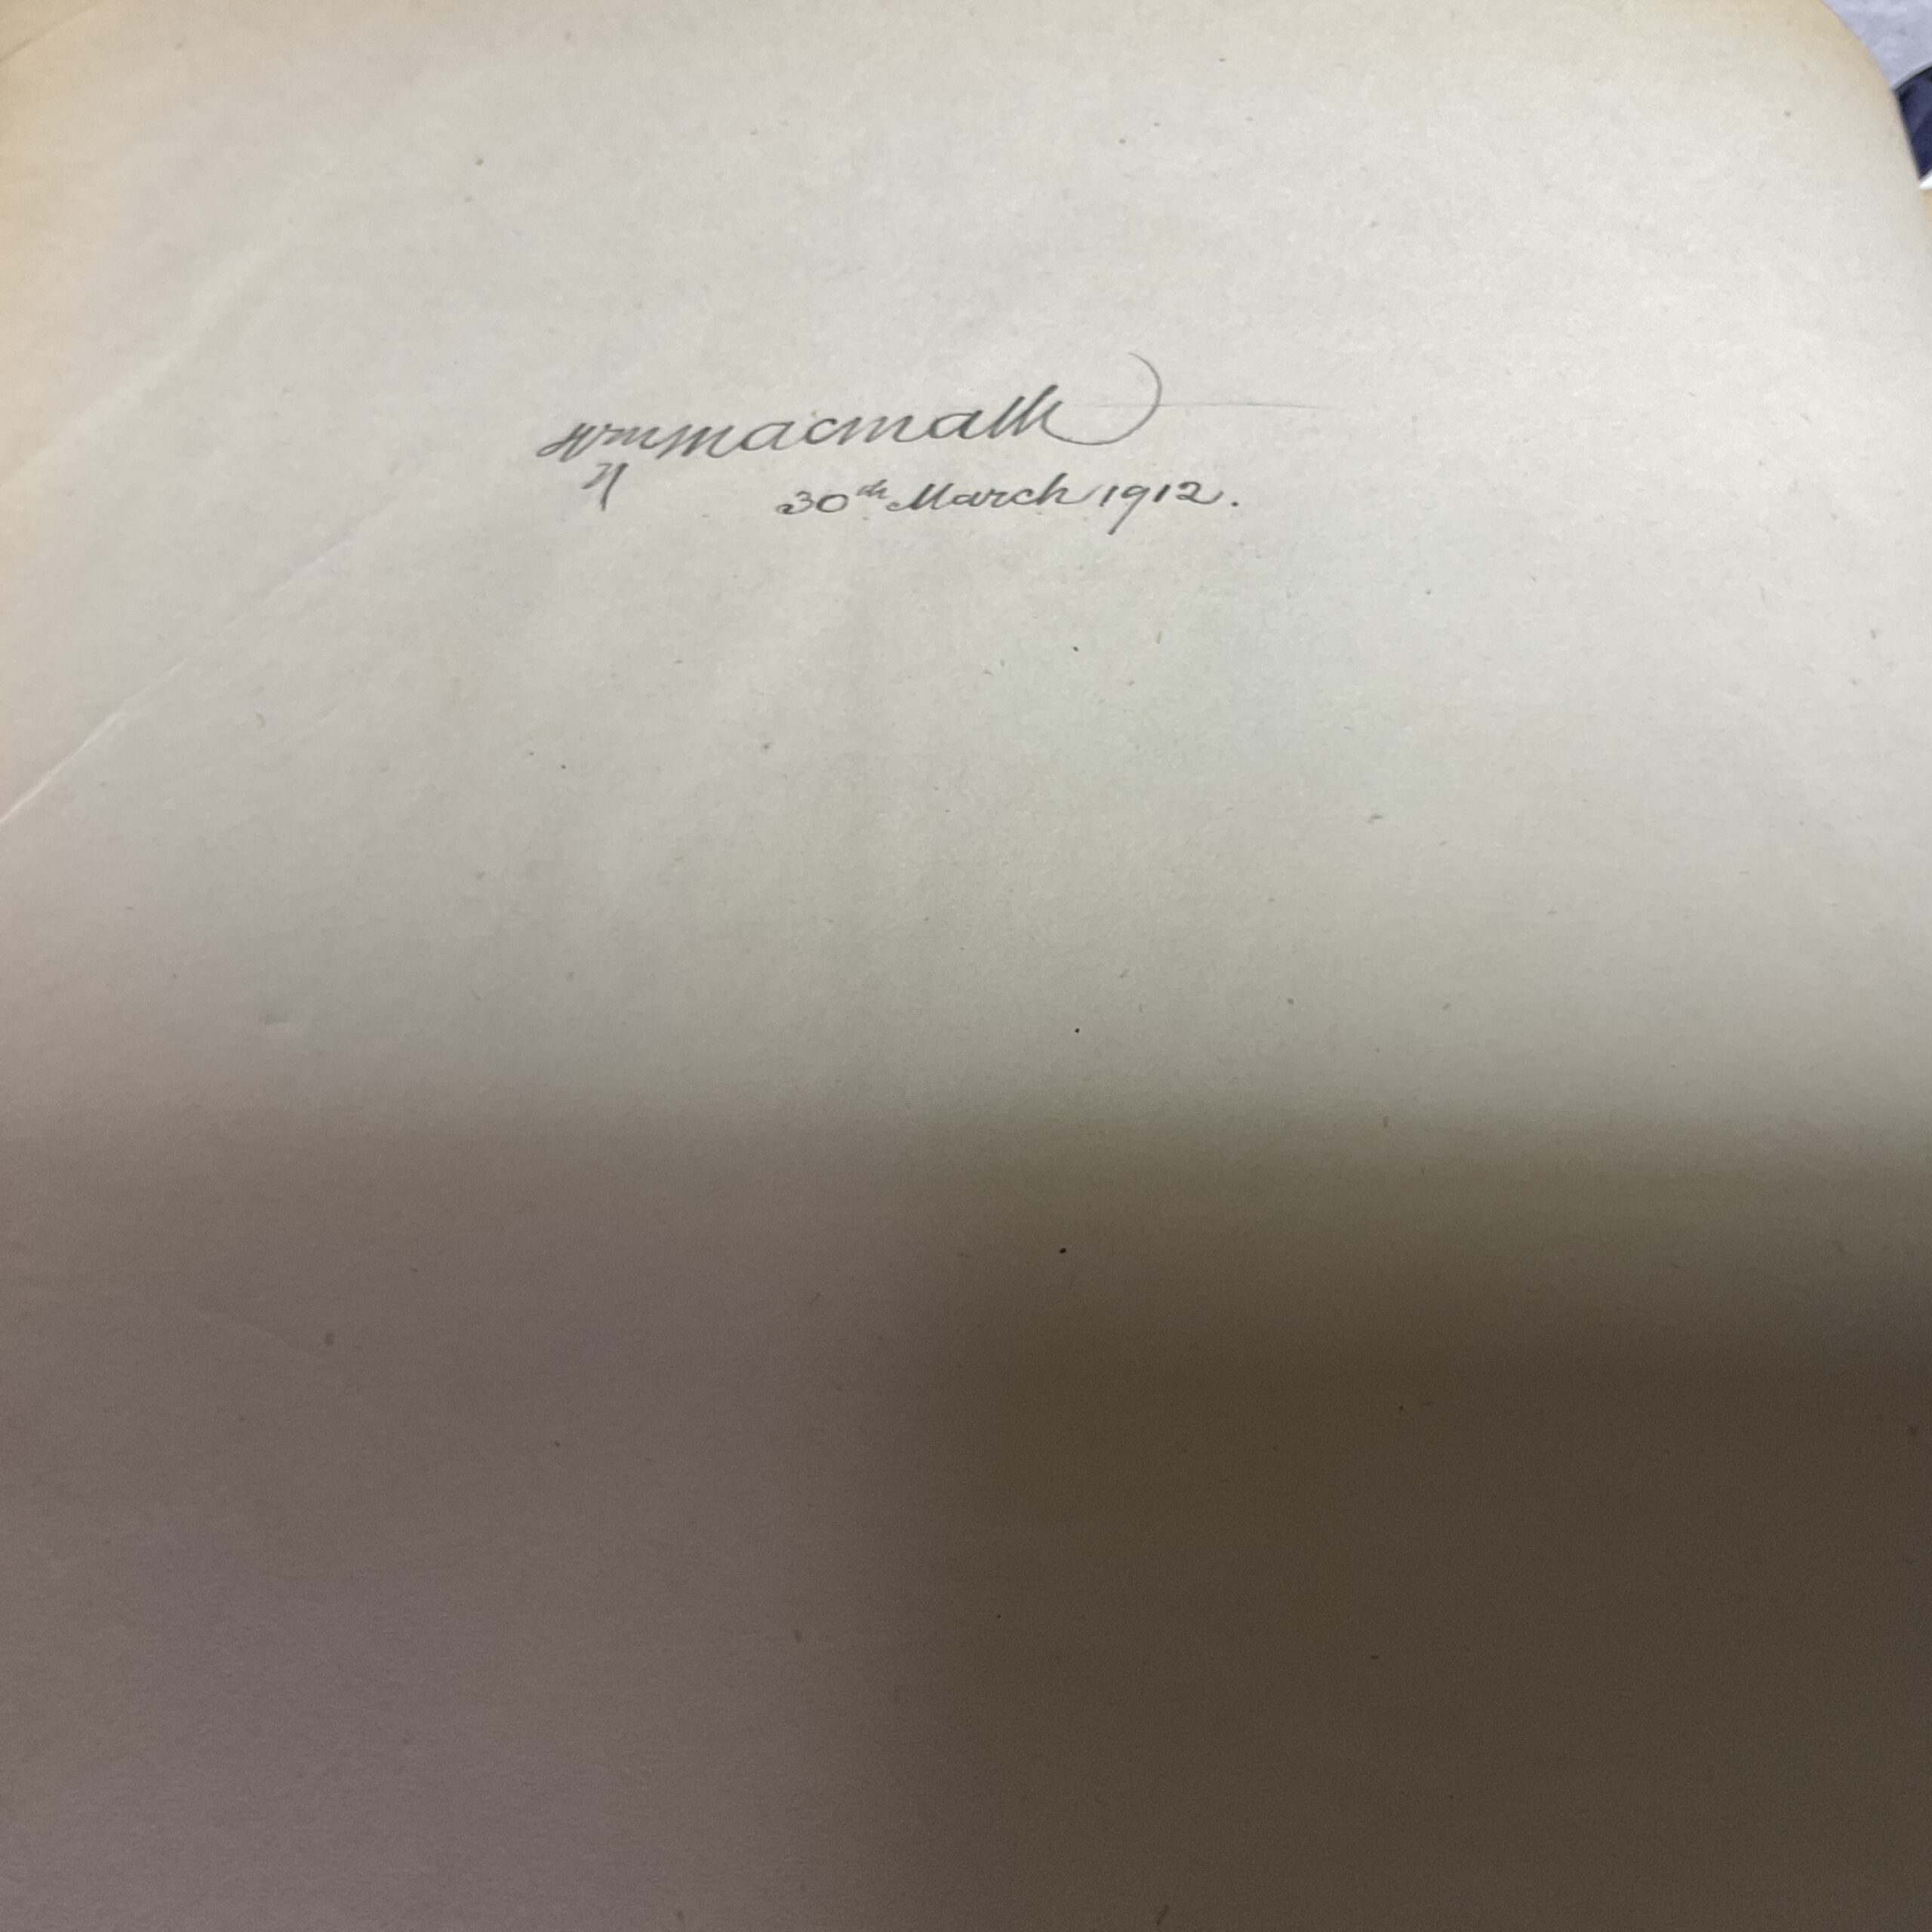 Wm Macmath
30th March 1912.